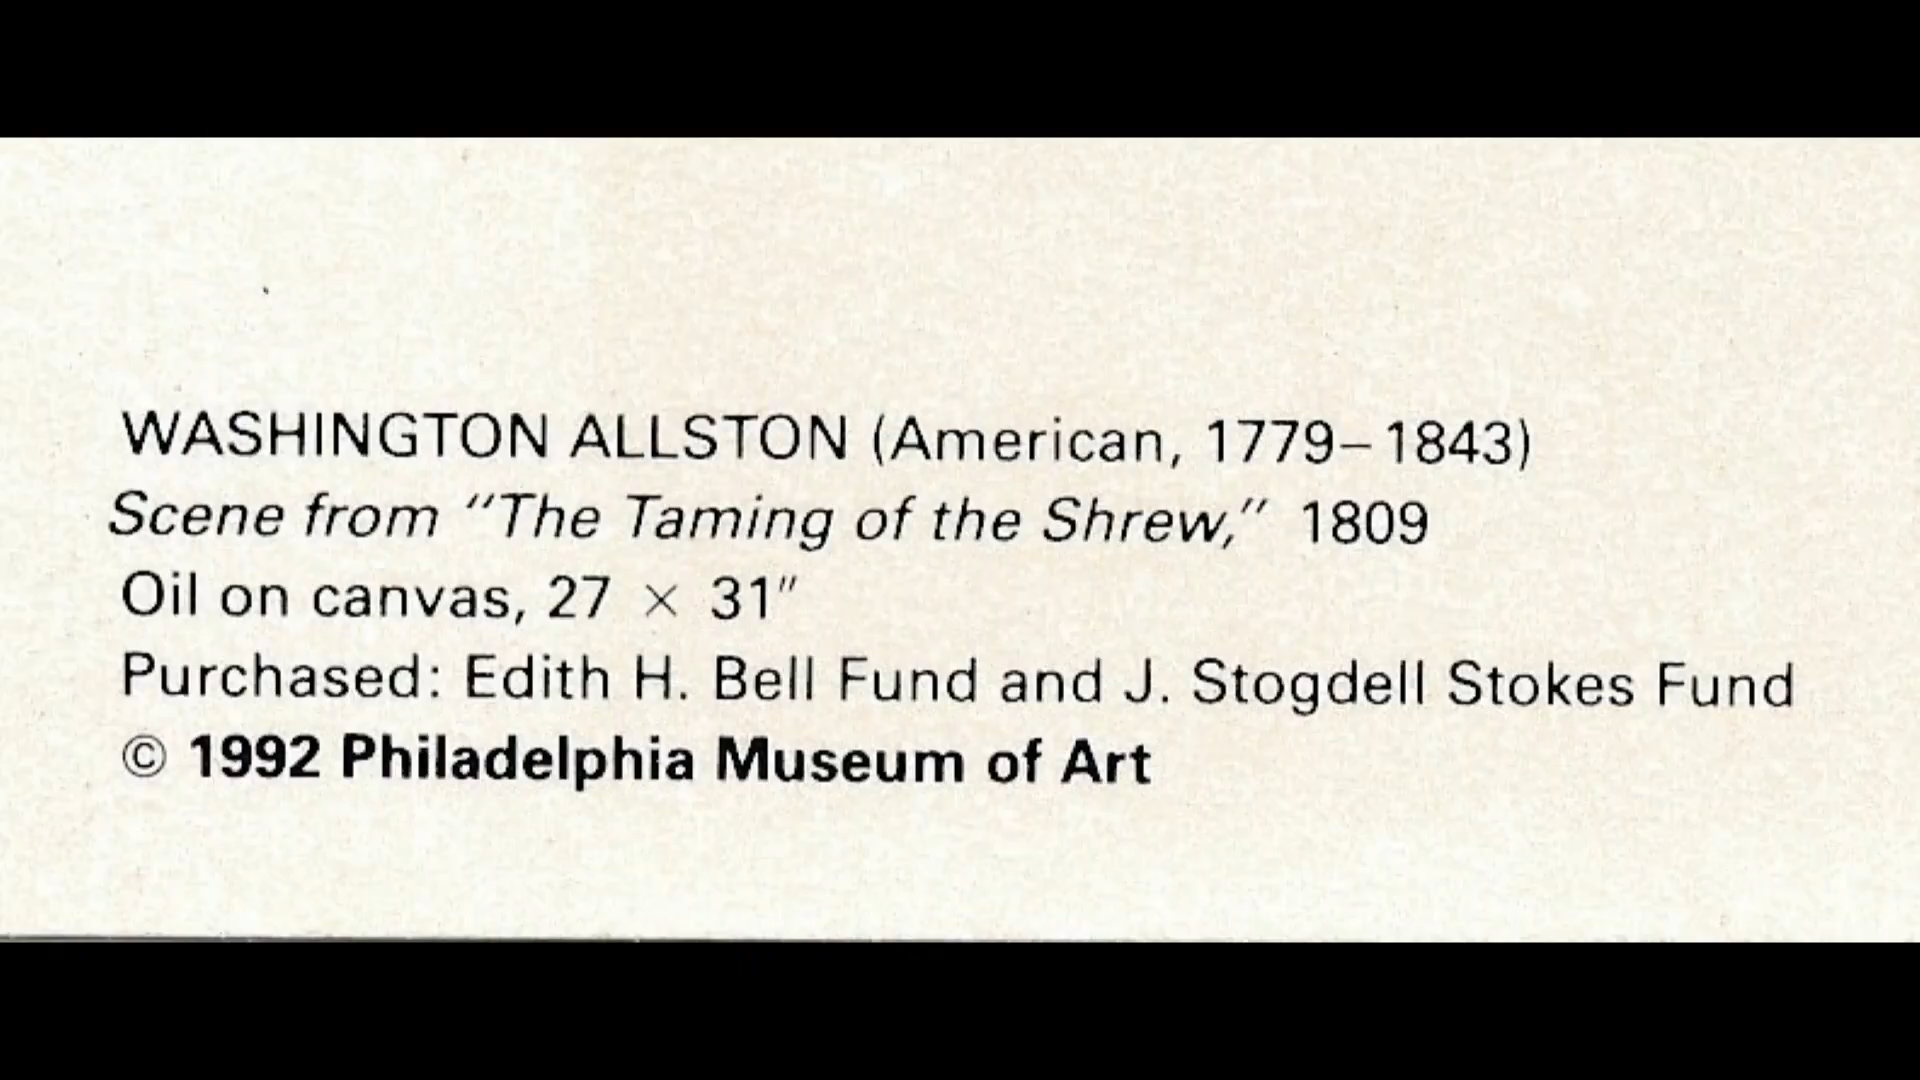 WASHINGTON ALLSTON (American, 1779–1843)
Scene from "The Taming of the Shrew," 1809
Oil on canvas, 27 × 31"
Purchased: Edith H. Bell Fund and J. Stogdell Stokes Fund
© 1992 Philadelphia Museum of Art